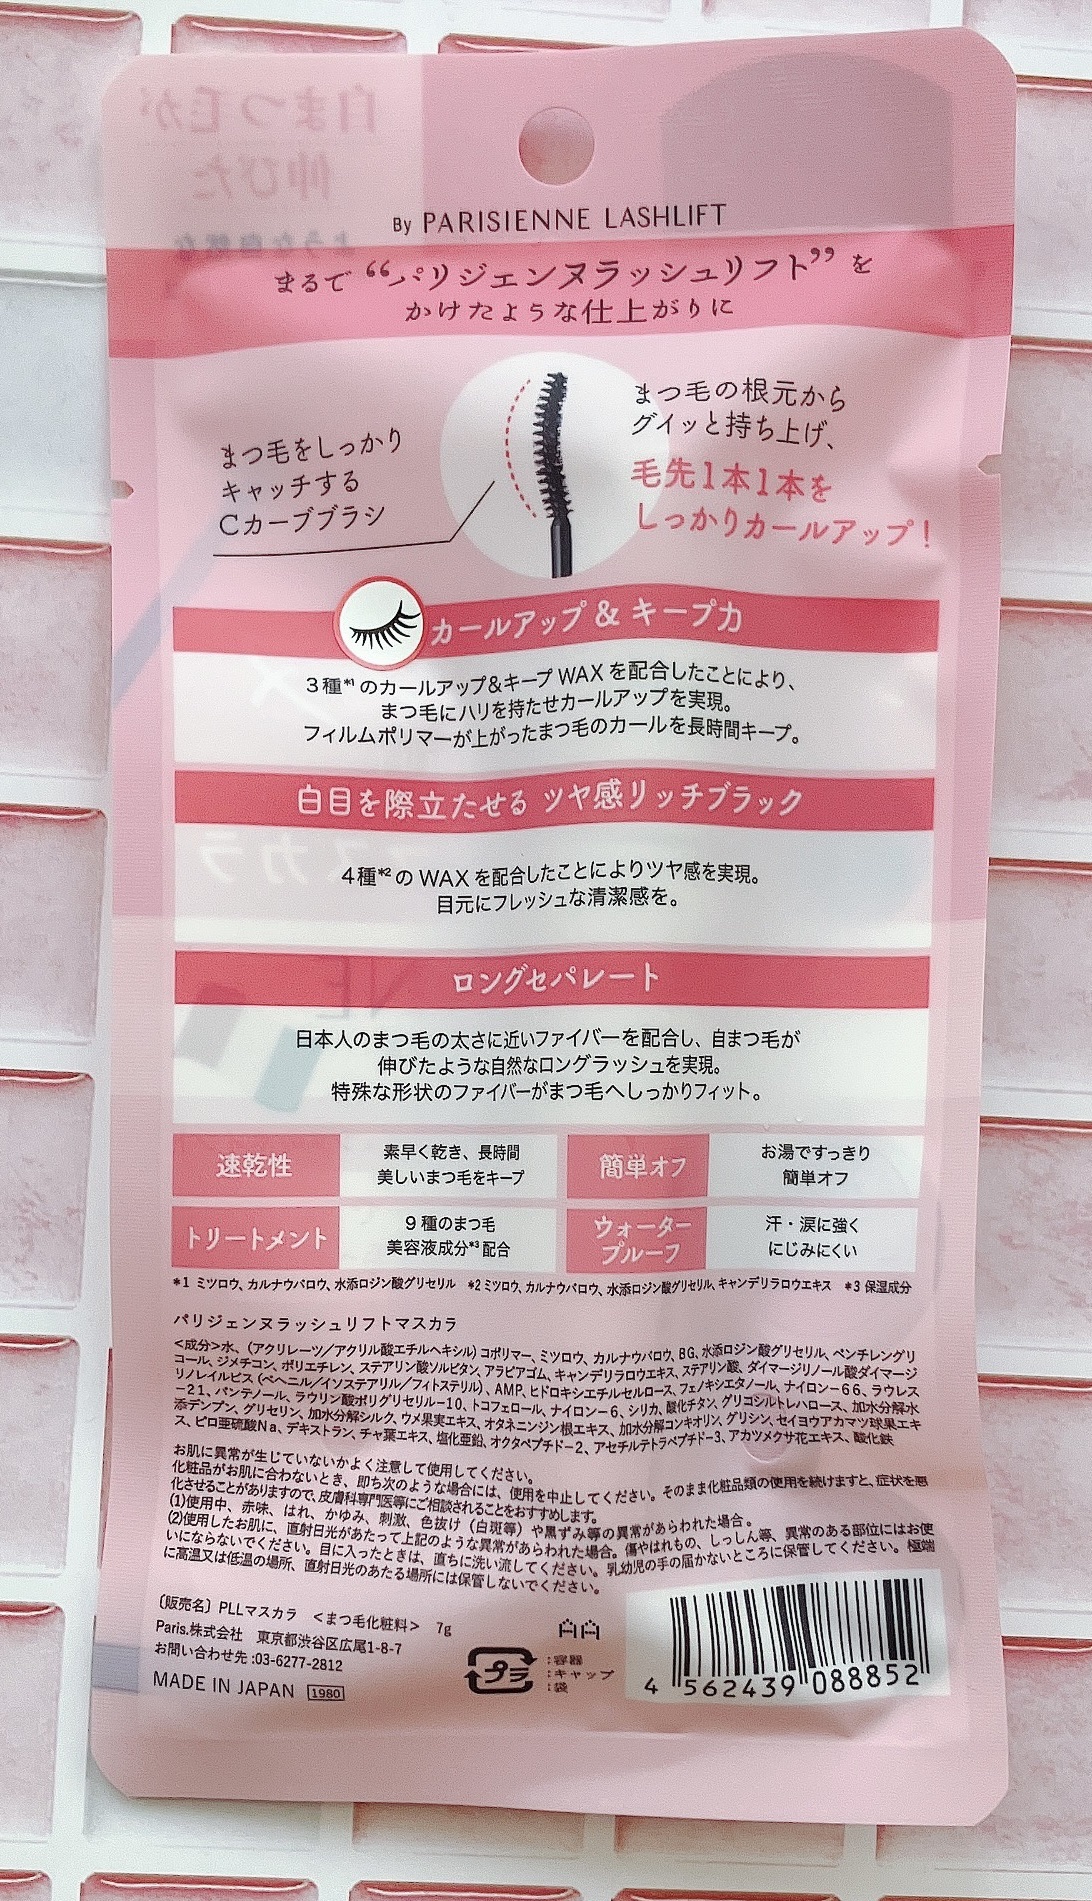 自まつ毛が
伸びた
ような自然な
By PARISIENNE LASHLIFT
まるで“パリジェンヌラッシュリフト”を
かけたような仕上がりに
まつ毛をしっかり
キャッチする
Cカーブブラシ
まつ毛の根元から
グイッと持ち上げ、
毛先1本1本を
しっかりカールアップ！
カールアップ & キープ力
3種*1のカールアップ&キープWAXを配合したことにより、
まつ毛にハリを持たせカールアップを実現。
フィルムポリマーが上がったまつ毛のカールを長時間キープ。
白目を際立たせる ツヤ感リッチブラック
4種*2のWAXを配合したことによりツヤ感を実現。
目元にフレッシュな清潔感を。
ロングセパレート
日本人のまつ毛の太さに近いファイバーを配合し、自まつ毛が
伸びたような自然なロングラッシュを実現。
特殊な形状のファイバーがまつ毛へしっかりフィット。
速乾性
素早く乾き、長時間
美しいまつ毛をキープ
簡単オフ
お湯ですっきり
簡単オフ
トリートメント
9種のまつ毛
美容液成分*3配合
ウォーター
プルーフ
汗・涙に強く
にじみにくい
*1 ミツロウ、カルナウバロウ、水添ロジン酸グリセリル *2 ミツロウ、カルナウバロウ、水添ロジン酸グリセリル、キャンデリラロウエキス *3 保湿成分
パリジェンヌラッシュリフトマスカラ
<成分>水、(アクリレーツ／アクリル酸エチルヘキシル) コポリマー、ミツロウ、カルナウバロウ、BG、水添ロジン酸グリセリル、ペンチレングリ
コール、ジメチコン、ポリエチレン、ステアリン酸ソルビタン、アラビアゴム、キャンデリラロウエキス、ステアリン酸、ダイマージリノール酸ダイマージ
リノレイルビス (ベヘニル／イソステアリル／フィトステリル)、AMP、ヒドロキシエチルセルロース、フェノキシエタノール、ナイロン－66、ラウレス
－21、パンテノール、ラウリン酸ポリグリセリル－10、トコフェロール、ナイロン－6、シリカ、酸化チタン、グリコシルトレハロース、加水分解水
添デンプン、グリセリン、加水分解シルク、ウメ果実エキス、オタネニンジン根エキス、加水分解コンキオリン、グリシン、セイヨウアカマツ球果エキ
ス、ピロ亜硫酸Na、デキストラン、チャ葉エキス、塩化亜鉛、オクタペプチド－2、アセチルテトラペプチド－3、アカツメクサ花エキス、酸化鉄
お肌に異常が生じていないかよく注意して使用してください。
化粧品がお肌に合わないとき、即ち次のような場合には、使用を中止してください。そのまま化粧品類の使用を続けますと、症状を悪
化させることがありますので、皮膚科専門医等にご相談されることをおすすめします。
(1)使用中、赤味、はれ、かゆみ、刺激、色抜け（白斑等）や黒ずみ等の異常があらわれた場合。
(2)使用したお肌に、直射日光があたって上記のような異常があらわれた場合。傷やはれもの、しっしん等、異常のある部位にはお使
いにならないでください。目に入ったときは、直ちに洗い流してください。乳幼児の手の届かないところに保管してください。極端
に高温又は低温の場所、直射日光のあたる場所には保管しないでください。
〔販売名〕PLLマスカラ ＜まつ毛化粧料＞ 7g
Paris.株式会社 東京都渋谷区広尾1-8-7
お問い合わせ先 :03-6277-2812
MADE IN JAPAN 1980
プラ
:容器
:キャップ
:袋
4 562439 088852